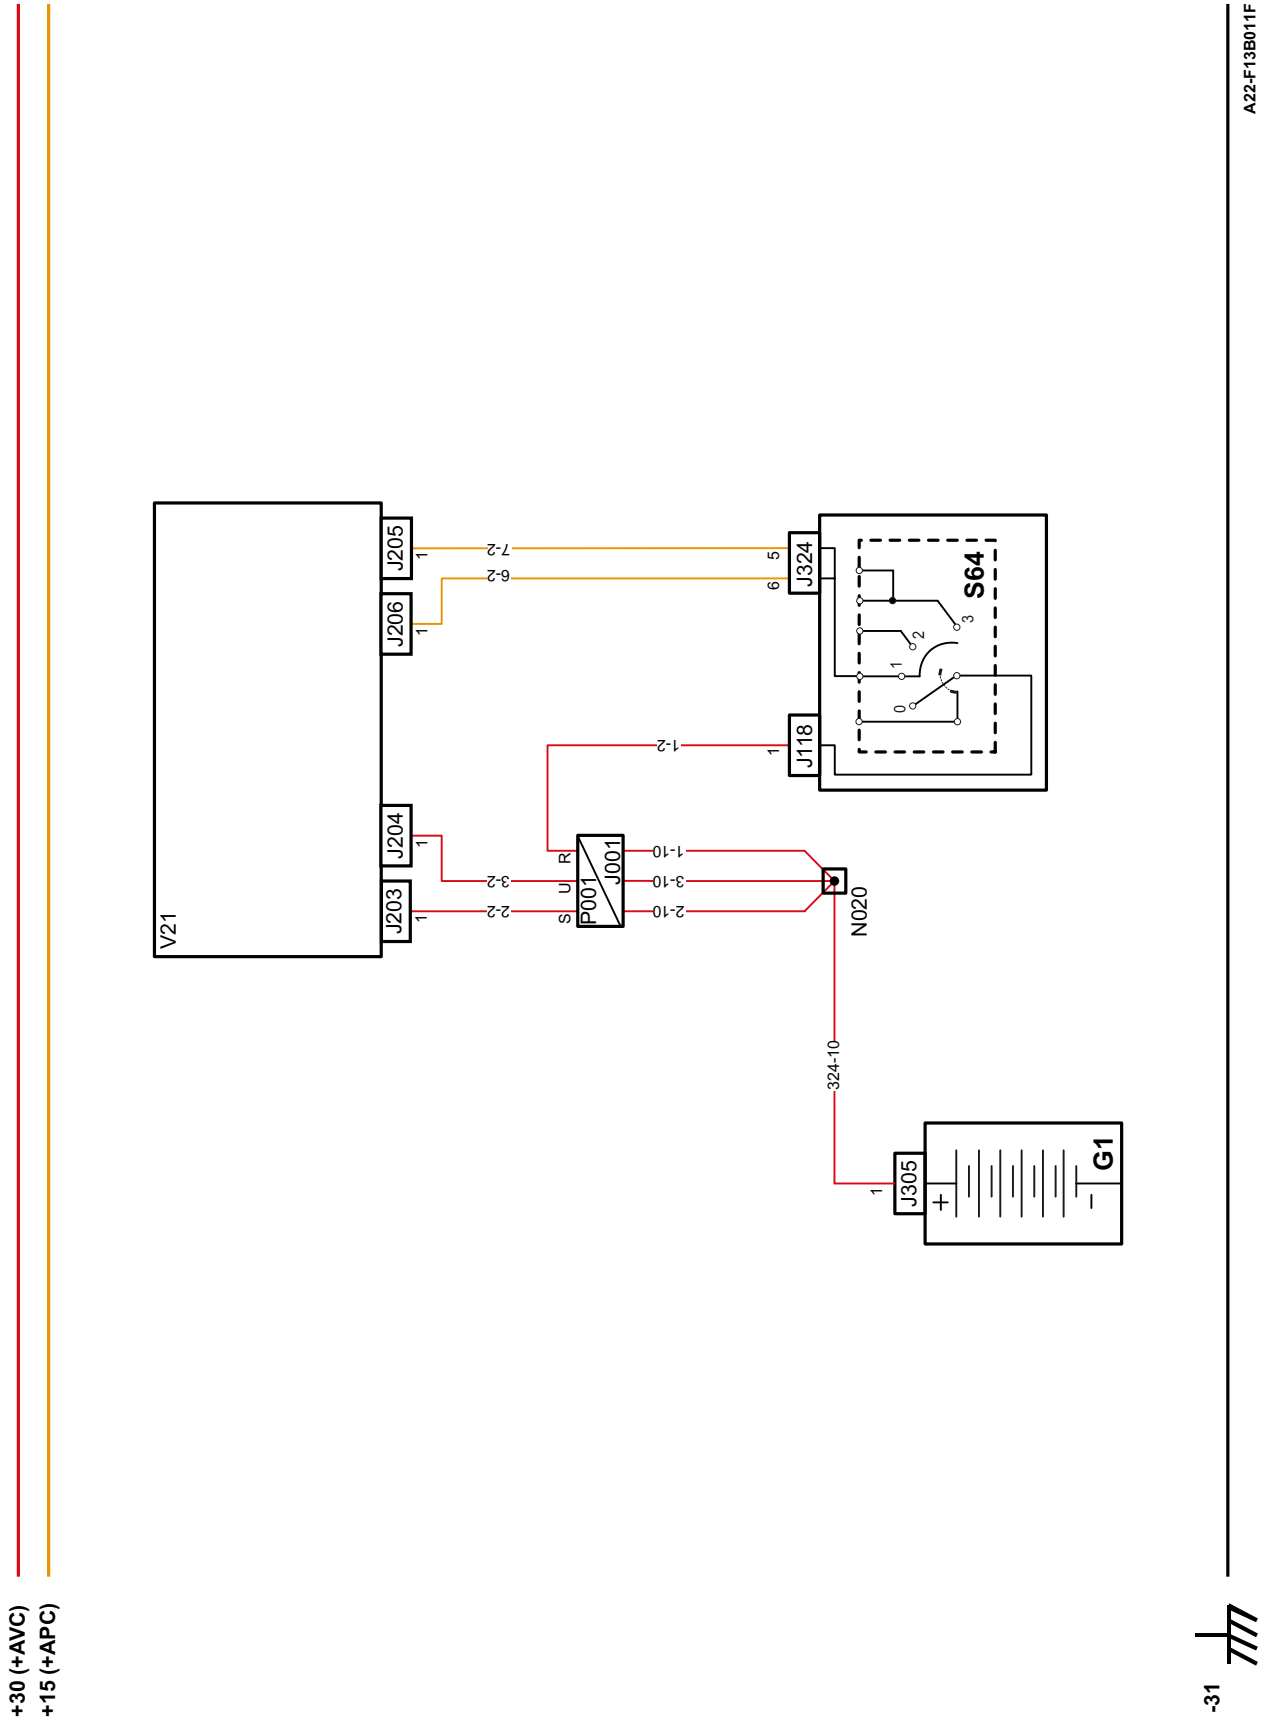 +30 (+AVC)
+15 (+APC)
V21
J203
J204
J206
J205
1
1
1
1
2-2
3-2
6-2
7-2
S
U
R
P001
J001
2-10
3-10
1-10
1-2
N020
324-10
1
J118
6
5
J324
0
1
2
3
S64
1
J305
+
-
G1
-31
A22-F13B011F